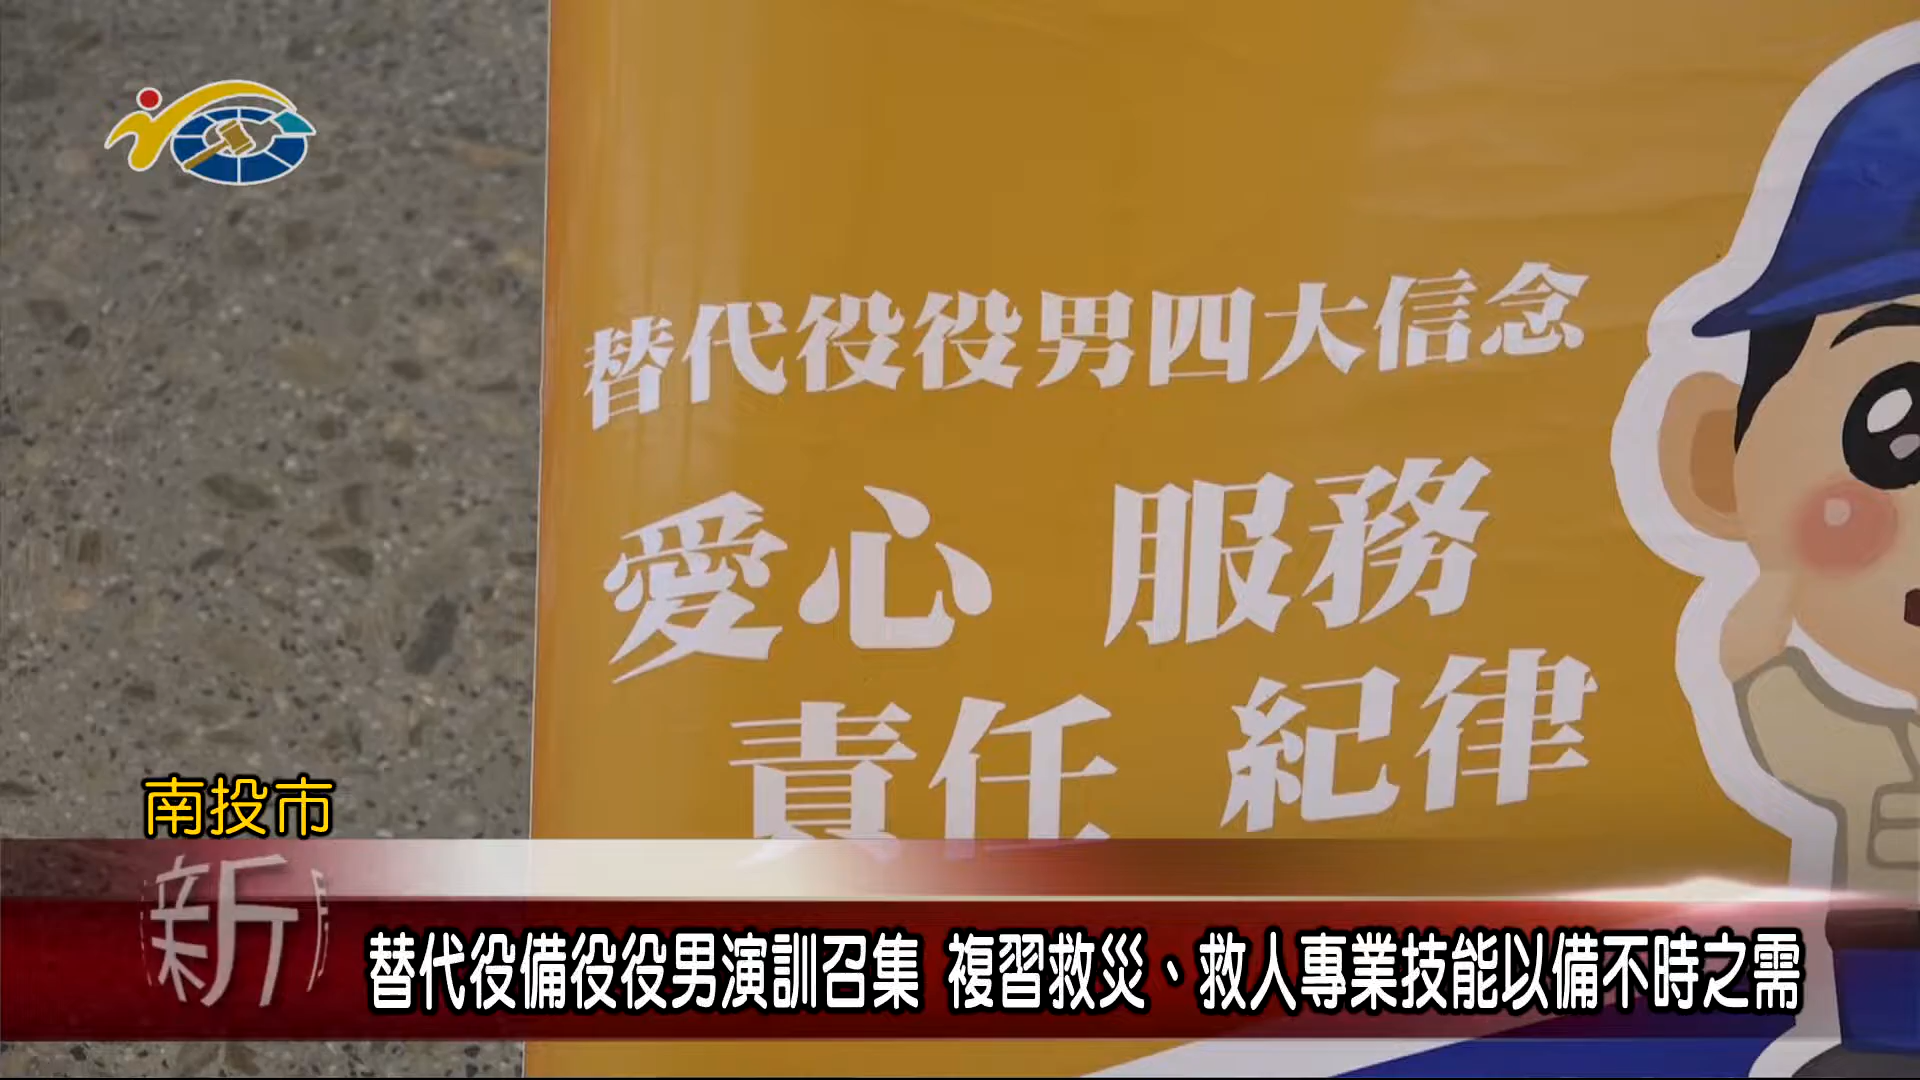 替代役役男四大信念
愛心 服務
責任 紀律
南投市
新
替代役備役役男演訓召集 複習救災、救人專業技能以備不時之需